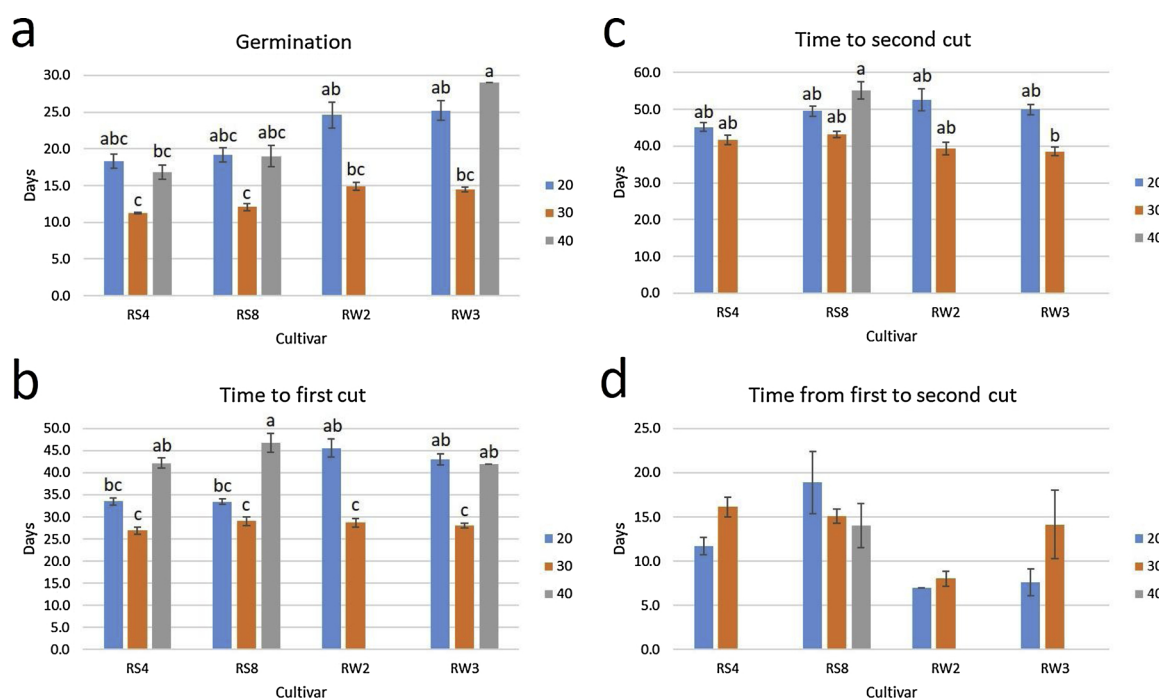 a
Germination
30.0
25.0
20.0
15.0
10.0
5.0
0.0
Days
abc c bc abc c abc ab bc ab bc a
RS4 RS8 RW2 RW3
Cultivar
20
30
40
b
Time to first cut
50.0
45.0
40.0
35.0
30.0
25.0
20.0
15.0
10.0
5.0
0.0
Days
bc c ab bc c a ab c ab c ab
RS4 RS8 RW2 RW3
Cultivar
20
30
40
c
Time to second cut
60.0
50.0
40.0
30.0
20.0
10.0
0.0
Days
ab ab ab ab a ab ab ab b
RS4 RS8 RW2 RW3
Cultivar
20
30
40
d
Time from first to second cut
25.0
20.0
15.0
10.0
5.0
0.0
Days
RS4 RS8 RW2 RW3
Cultivar
20
30
40